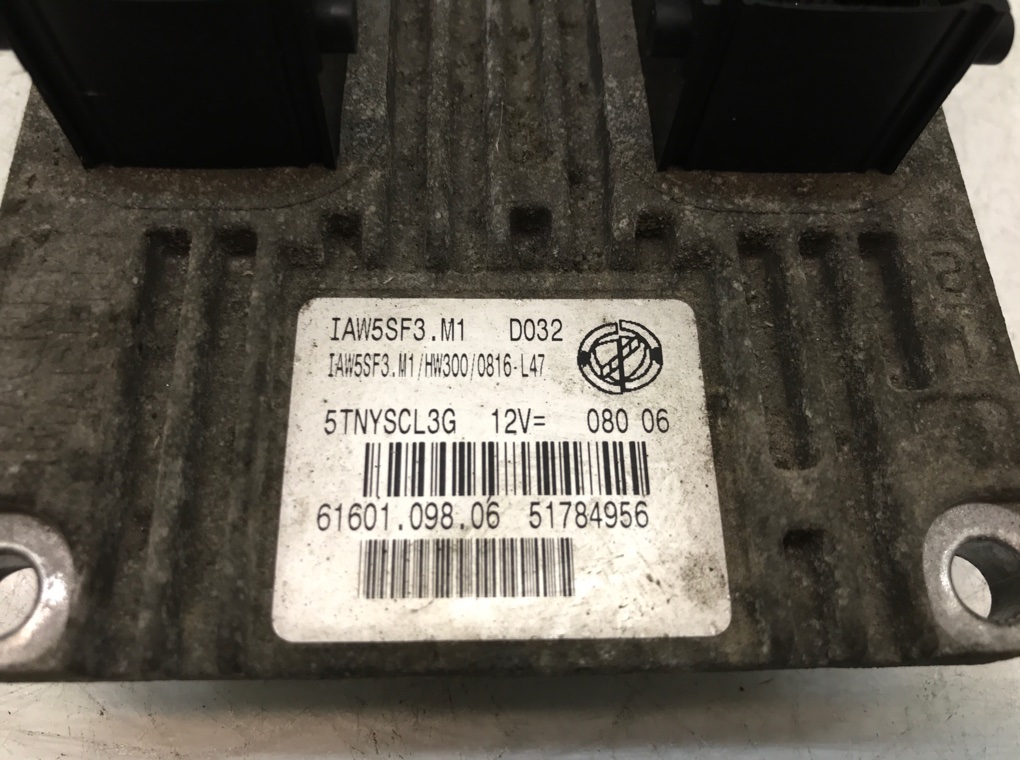 IAW5SF3.M1 D032
IAW5SF3.M1/HW300/0816-L47
5TNYSCL3G 12V= 080 06
61601.098.06 51784956